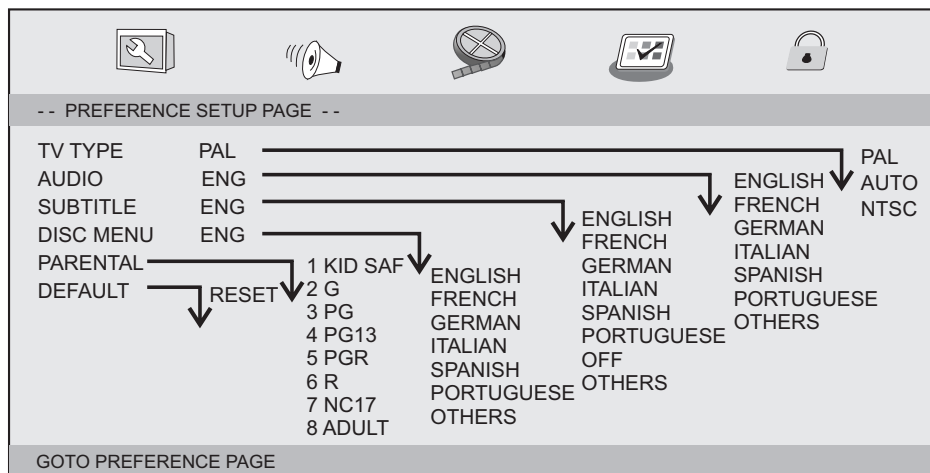 - - PREFERENCE SETUP PAGE - -
TV TYPE PAL
AUDIO ENG
SUBTITLE ENG
DISC MENU ENG
PARENTAL
DEFAULT
RESET
1 KID SAF
2 G
3 PG
4 PG13
5 PGR
6 R
7 NC17
8 ADULT
ENGLISH
FRENCH
GERMAN
ITALIAN
SPANISH
PORTUGUESE
OTHERS
ENGLISH
FRENCH
GERMAN
ITALIAN
SPANISH
PORTUGUESE
OFF
OTHERS
ENGLISH
FRENCH
GERMAN
ITALIAN
SPANISH
PORTUGUESE
OTHERS
PAL
AUTO
NTSC
GOTO PREFERENCE PAGE